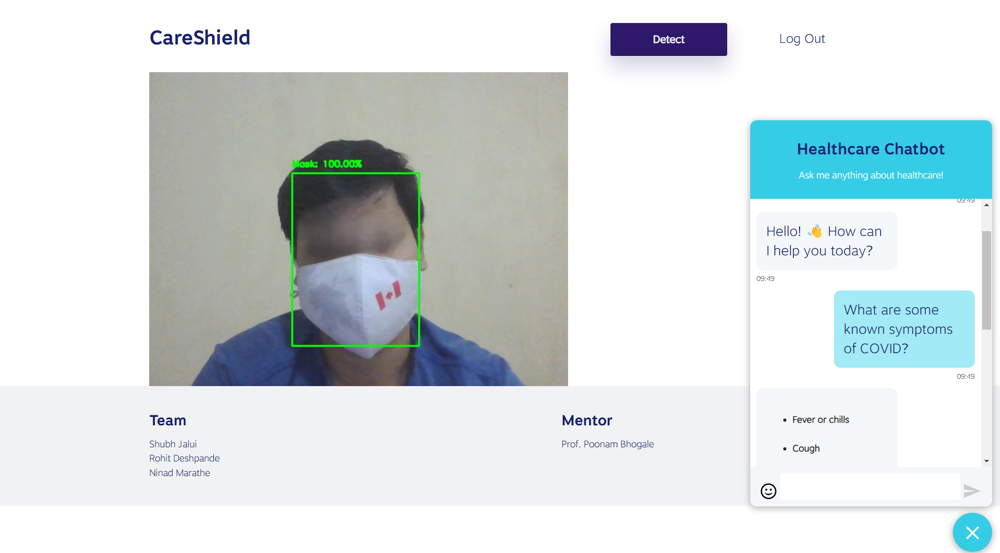 CareShield
Detect
Log Out
Mask: 100.00%
Healthcare Chatbot
Ask me anything about healthcare!
09:49
Hello! 👋 How can
I help you today?
09:49
What are some
known symptoms
of COVID?
09:49
Fever or chills
Cough
Team
Shubh Jalui
Rohit Deshpande
Ninad Marathe
Mentor
Prof. Poonam Bhogale